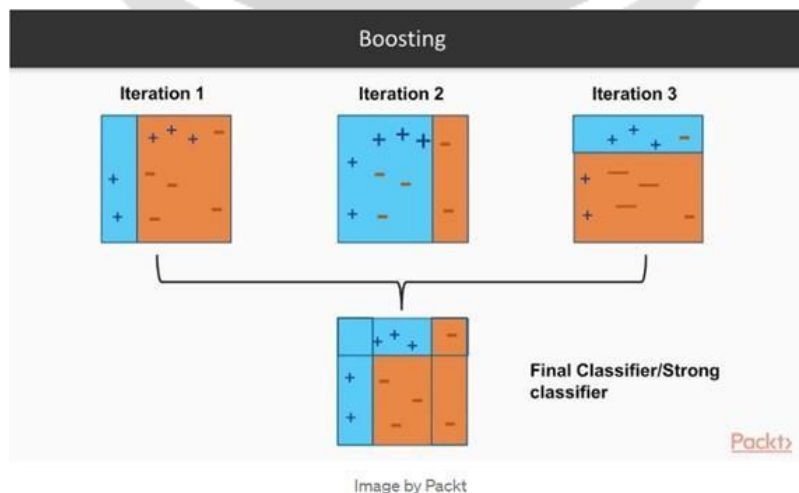 Boosting
Iteration 1
Iteration 2
Iteration 3
Final Classifier/Strong
classifier
Packt>
Image by Packt